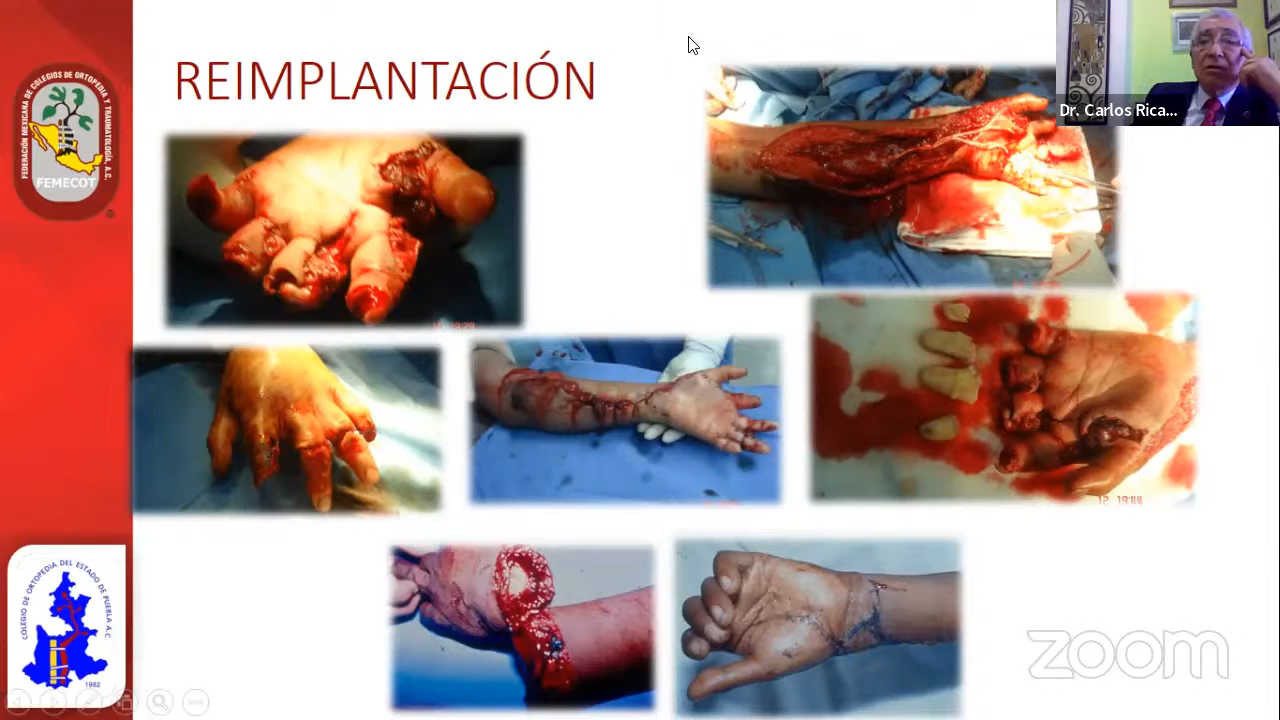 REIMPLANTACIÓN
FEDERACIÓN MEXICANA DE COLEGIOS DE ORTOPEDIA Y TRAUMATOLOGÍA, A.C.
FEMECOT
®
Dr. Carlos Rica...
COLEGIO DE ORTOPEDIA DEL ESTADO DE PUEBLA A.C.
1982
zoom